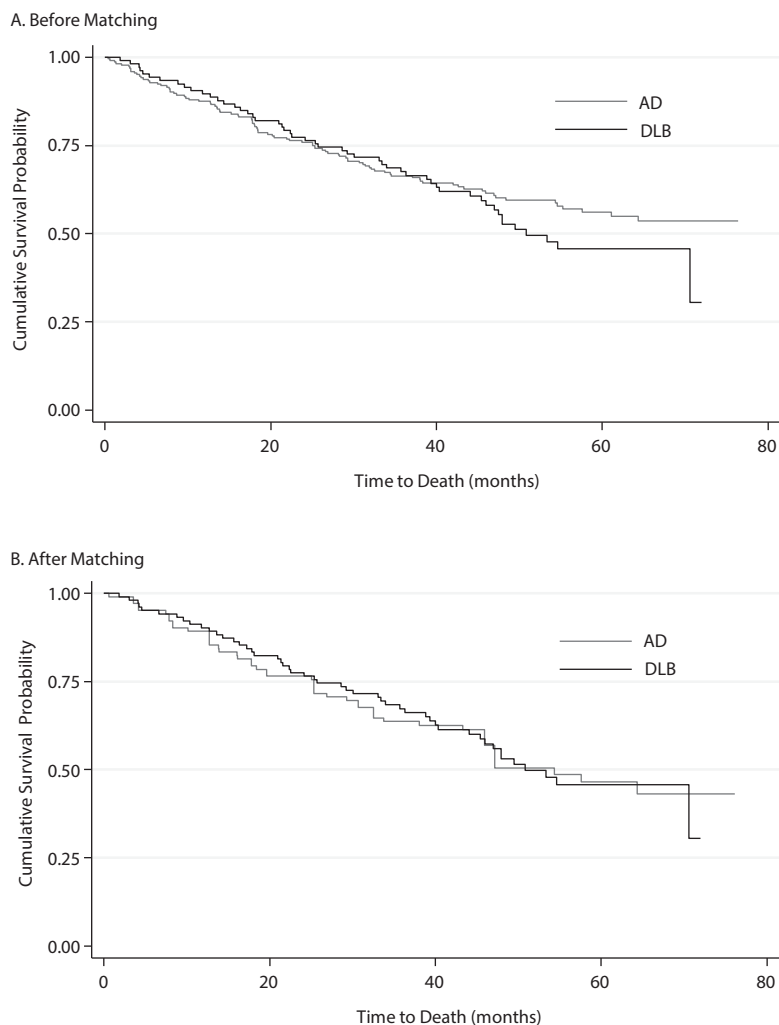 A. Before Matching
1.00
0.75
0.50
0.25
0.00
Cumulative Survival Probability
AD
DLB
0 20 40 60 80
Time to Death (months)
B. After Matching
1.00
0.75
0.50
0.25
0.00
Cumulative Survival Probability
AD
DLB
0 20 40 60 80
Time to Death (months)